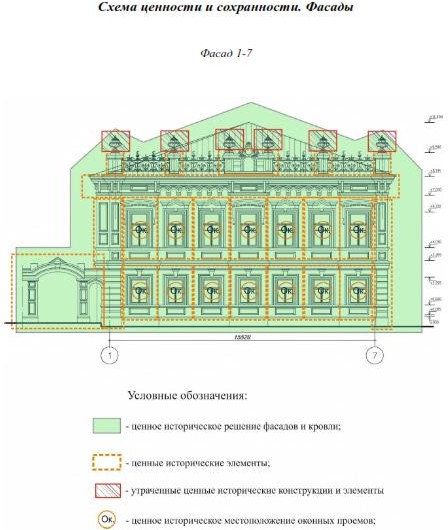 Схема ценности и сохранности. Фасады
Фасад 1-7
Ок Ок Ок Ок Ок Ок Ок
Ок Ок Ок Ок Ок Ок Ок
1
7
Условные обозначения:
- ценное историческое решение фасадов и кровли;
- ценные исторические элементы;
- утраченные ценные исторические конструкции и элементы
Ок. - ценное историческое местоположение оконных проемов;